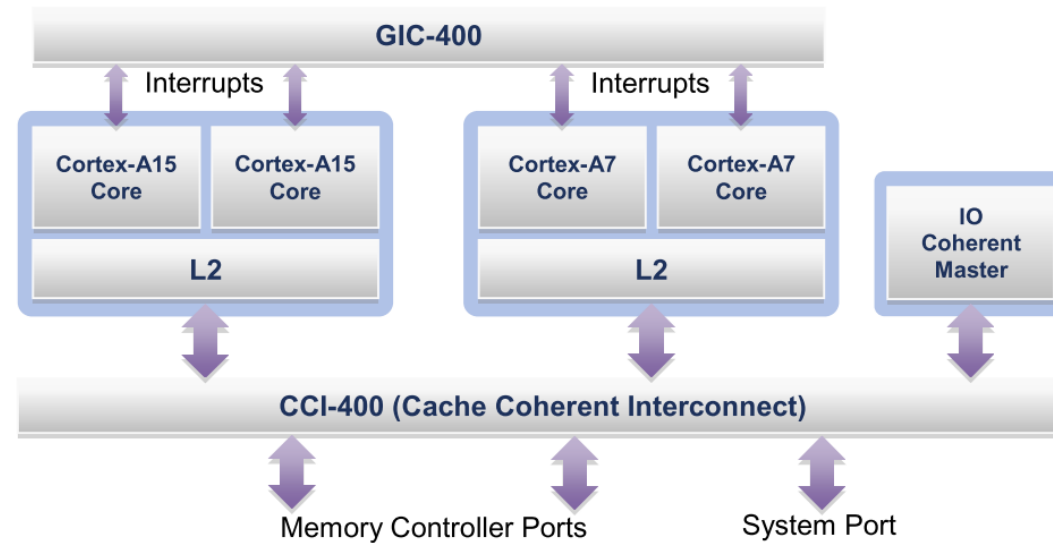 GIC-400
Interrupts
Interrupts
Cortex-A15
Core
Cortex-A15
Core
L2
Cortex-A7
Core
Cortex-A7
Core
L2
IO
Coherent
Master
CCI-400 (Cache Coherent Interconnect)
Memory Controller Ports
System Port